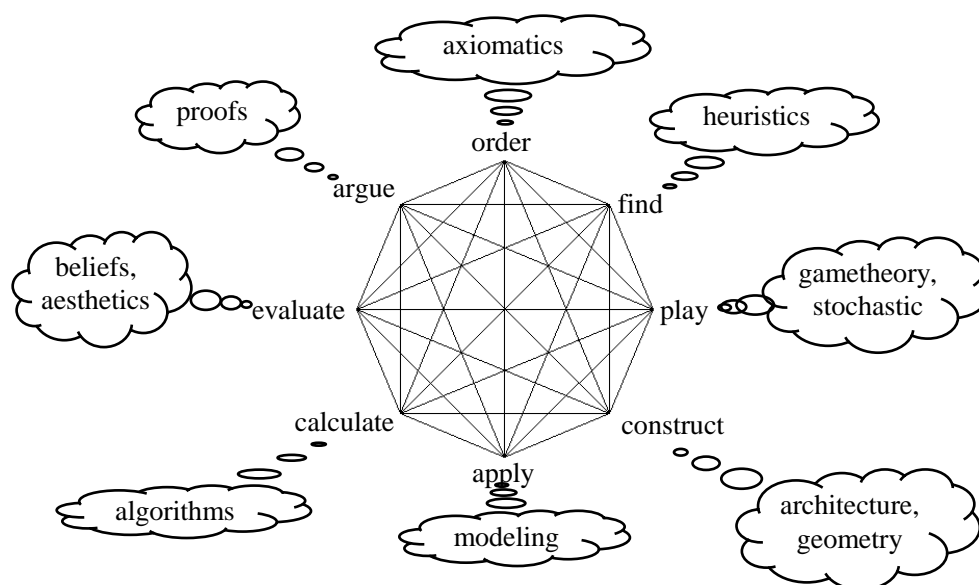 axiomatics
proofs
heuristics
order
argue
find
beliefs,
aesthetics
gametheory,
stochastic
evaluate
play
calculate
construct
apply
algorithms
modeling
architecture,
geometry